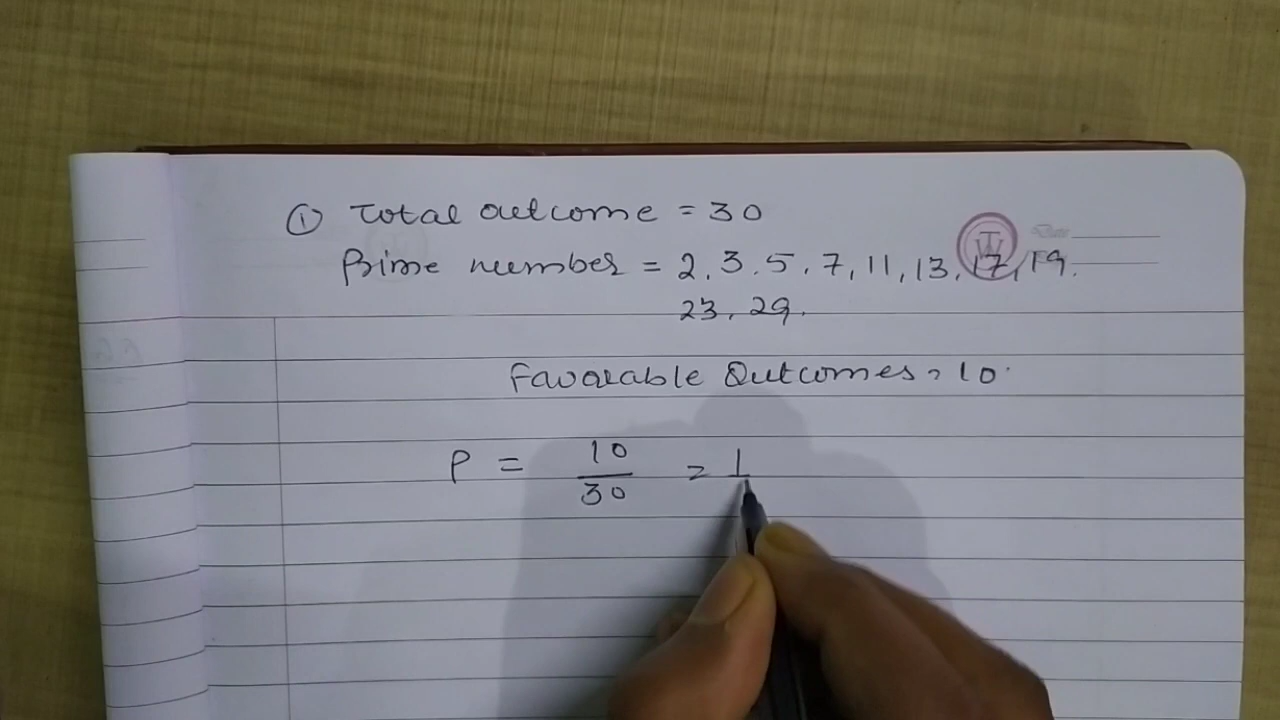 ① Total outcome = 30
Date
Prime number = 2, 3, 5, 7, 11, 13, 17, 19.
23, 29.
Favorable Outcomes = 10
P = 10/30 = 1